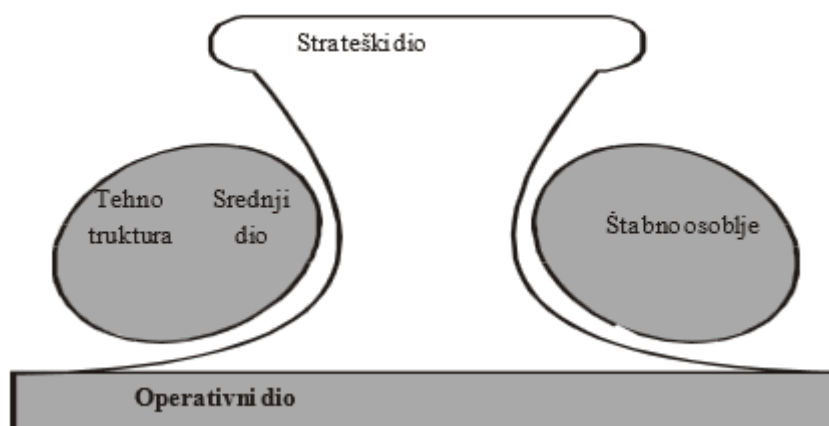 Strateški dio
Tehno
truktura
Srednji
dio
Štabno osoblje
Operativni dio